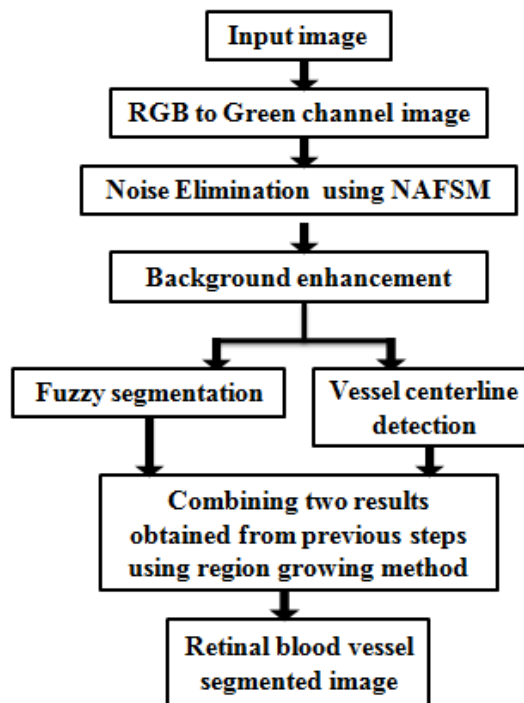 Input image
RGB to Green channel image
Noise Elimination using NAFSM
Background enhancement
Fuzzy segmentation
Vessel centerline
detection
Combining two results
obtained from previous steps
using region growing method
Retinal blood vessel
segmented image